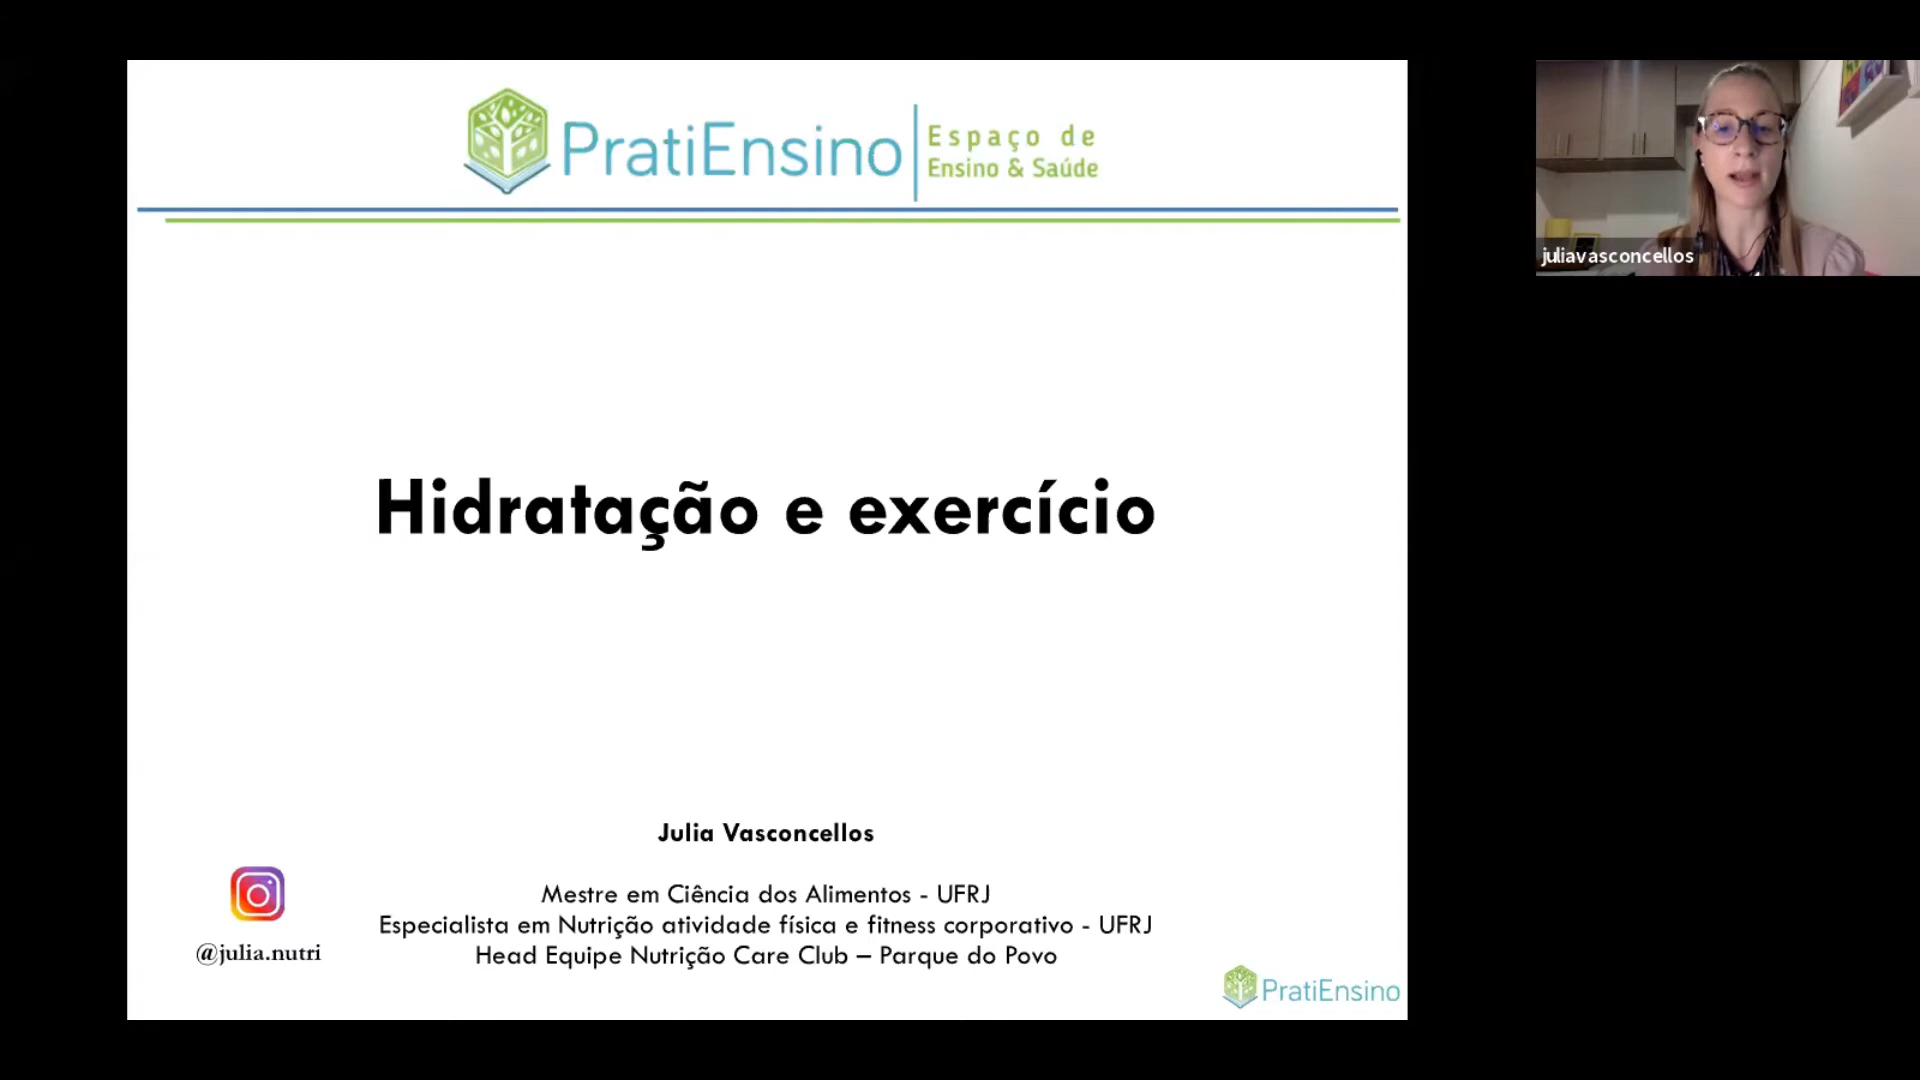 PratiEnsino
Espaço de
Ensino & Saúde
juliavasconcellos
Hidratação e exercício
Julia Vasconcellos
Mestre em Ciência dos Alimentos - UFRJ
Especialista em Nutrição atividade física e fitness corporativo - UFRJ
Head Equipe Nutrição Care Club – Parque do Povo
@julia.nutri
PratiEnsino